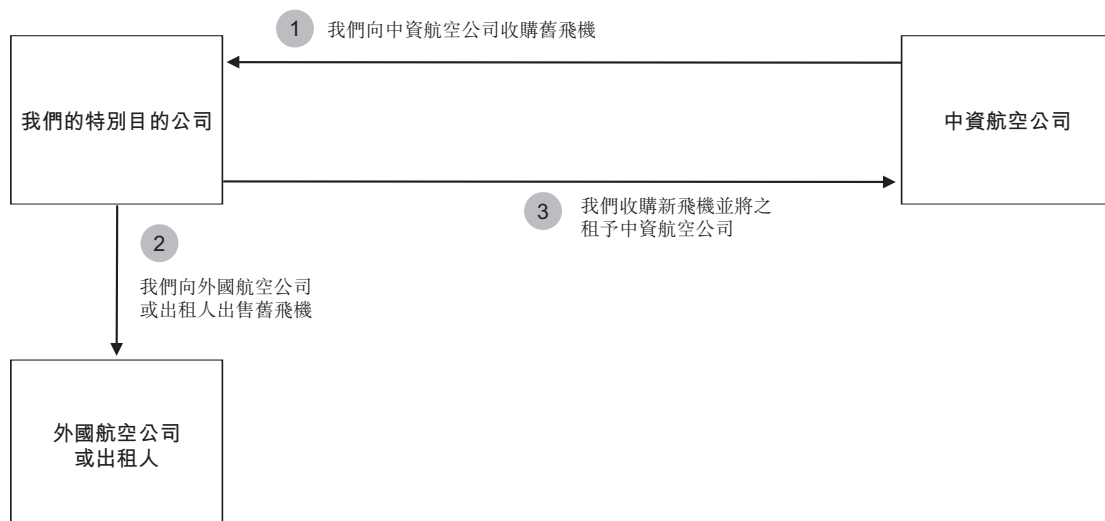 1
我們向中資航空公司收購舊飛機
我們的特別目的公司
中資航空公司
3
我們收購新飛機並將之
租予中資航空公司
2
我們向外國航空公司
或出租人出售舊飛機
外國航空公司
或出租人